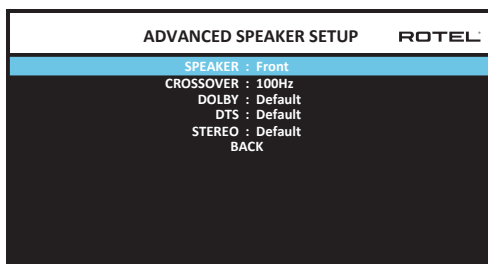 ADVANCED SPEAKER SETUP ROTEL
SPEAKER : Front
CROSSOVER : 100Hz
DOLBY : Default
DTS : Default
STEREO : Default
BACK